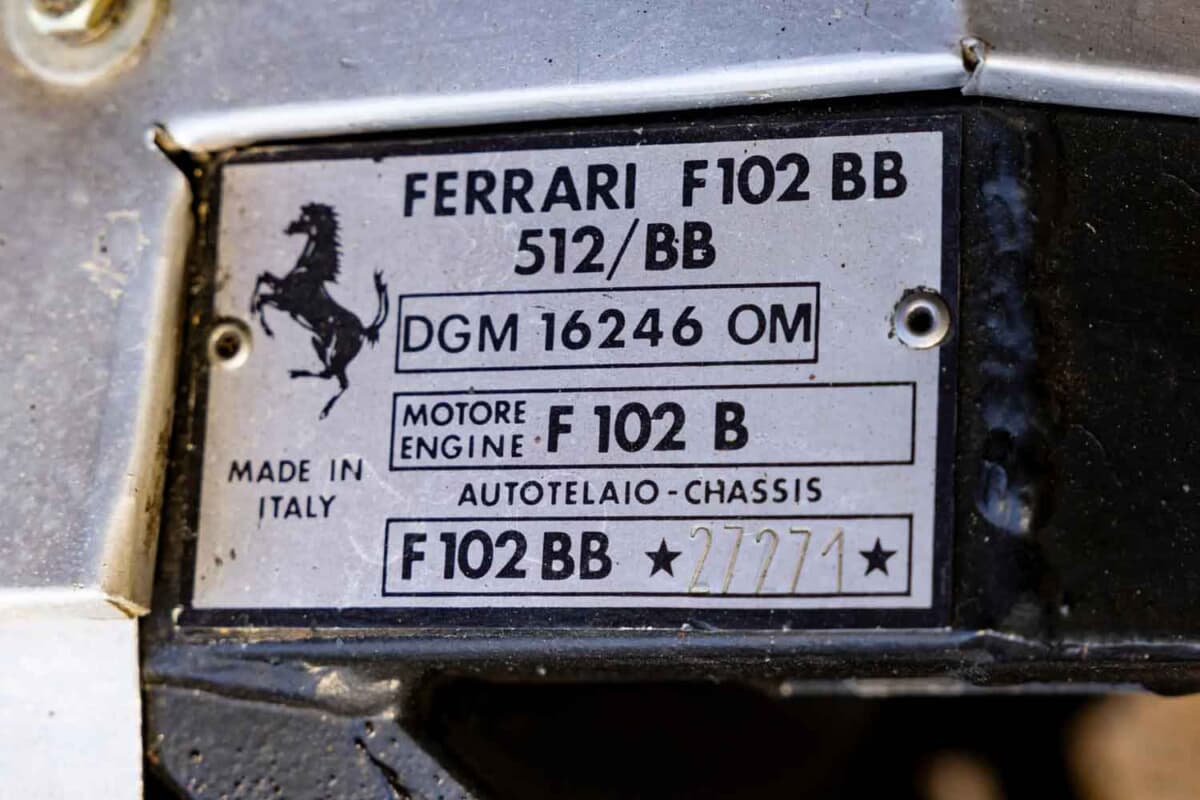 FERRARI F102 BB
512/BB
DGM 16246 OM
MOTORE
ENGINE F 102 B
MADE IN
ITALY
AUTOTELAIO - CHASSIS
F 102 BB ★ 27271 ★